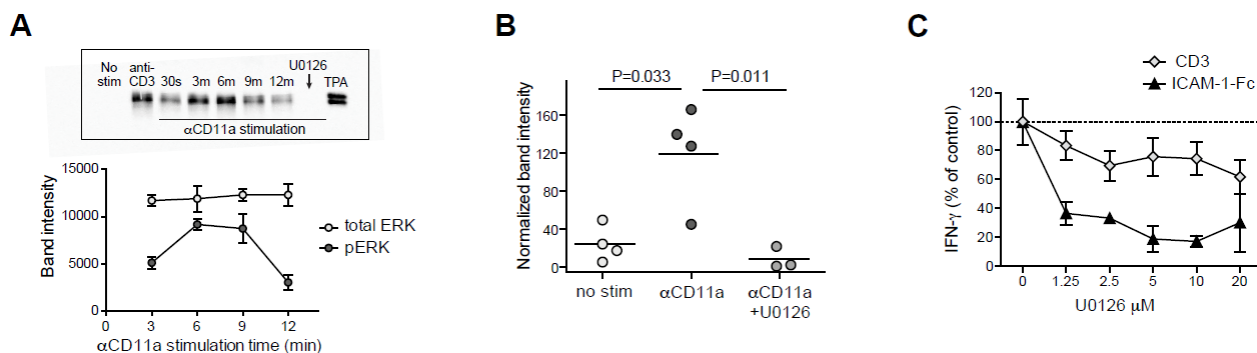 A
No stim
anti-CD3
30s 3m 6m 9m 12m
U0126
↓
TPA
αCD11a stimulation
Band intensity
15000
10000
5000
0
0 3 6 9 12
αCD11a stimulation time (min)
total ERK
pERK
B
P=0.033 P=0.011
Normalized band intensity
160
120
80
40
0
no stim αCD11a αCD11a
+U0126
C
CD3
ICAM-1-Fc
IFN-γ (% of control)
100
80
60
40
20
0
0 1.25 2.5 5 10 20
U0126 μM